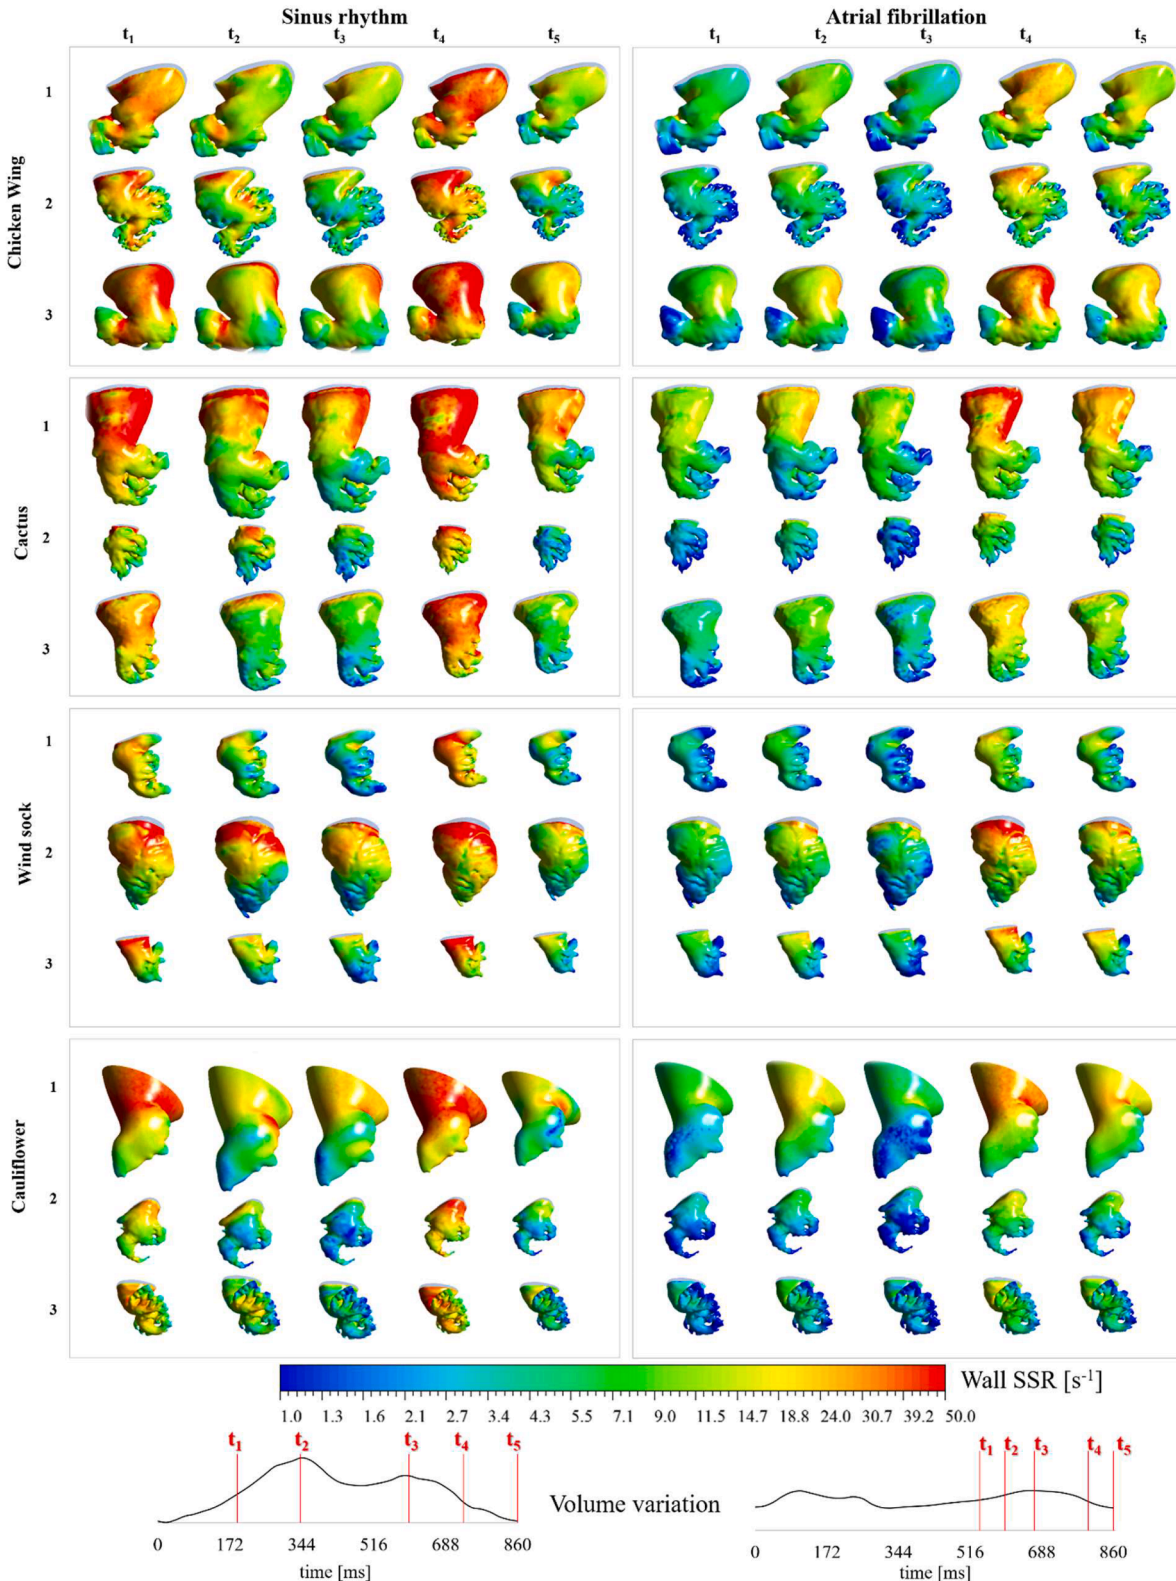 Sinus rhythm Atrial fibrillation
t1 t2 t3 t4 t5 t1 t2 t3 t4 t5
Chicken Wing
1
2
3
Cactus
1
2
3
Wind sock
1
2
3
Cauliflower
1
2
3
Wall SSR [s-1]
1.0 1.3 1.6 2.1 2.7 3.4 4.3 5.5 7.1 9.0 11.5 14.7 18.8 24.0 30.7 39.2 50.0
t1 t2 t3 t4 t5 t1 t2 t3 t4 t5
Volume variation
0 172 344 516 688 860 0 172 344 516 688 860
time [ms] time [ms]